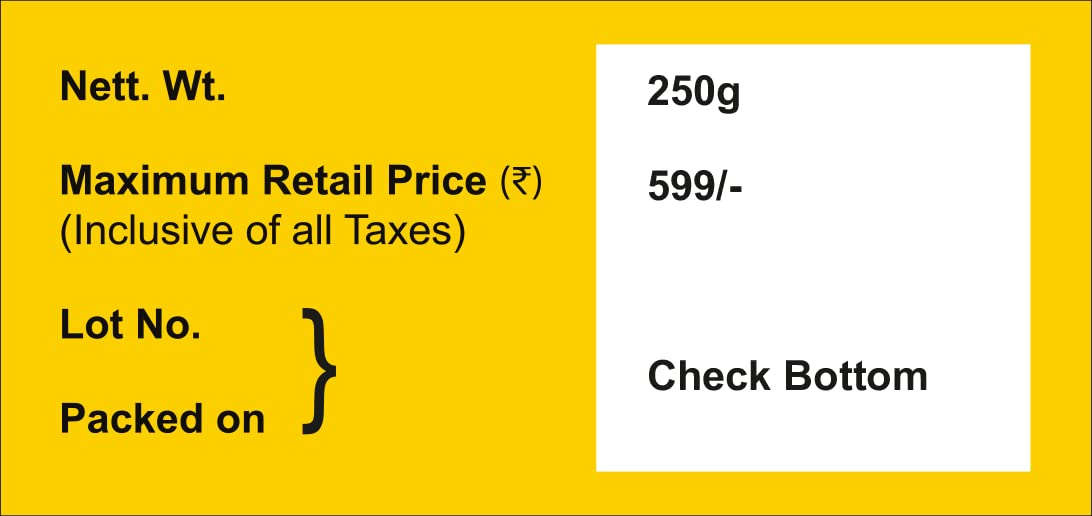 Nett. Wt. 250g
Maximum Retail Price (₹) 599/-
(Inclusive of all Taxes)
Lot No.
Packed on } Check Bottom